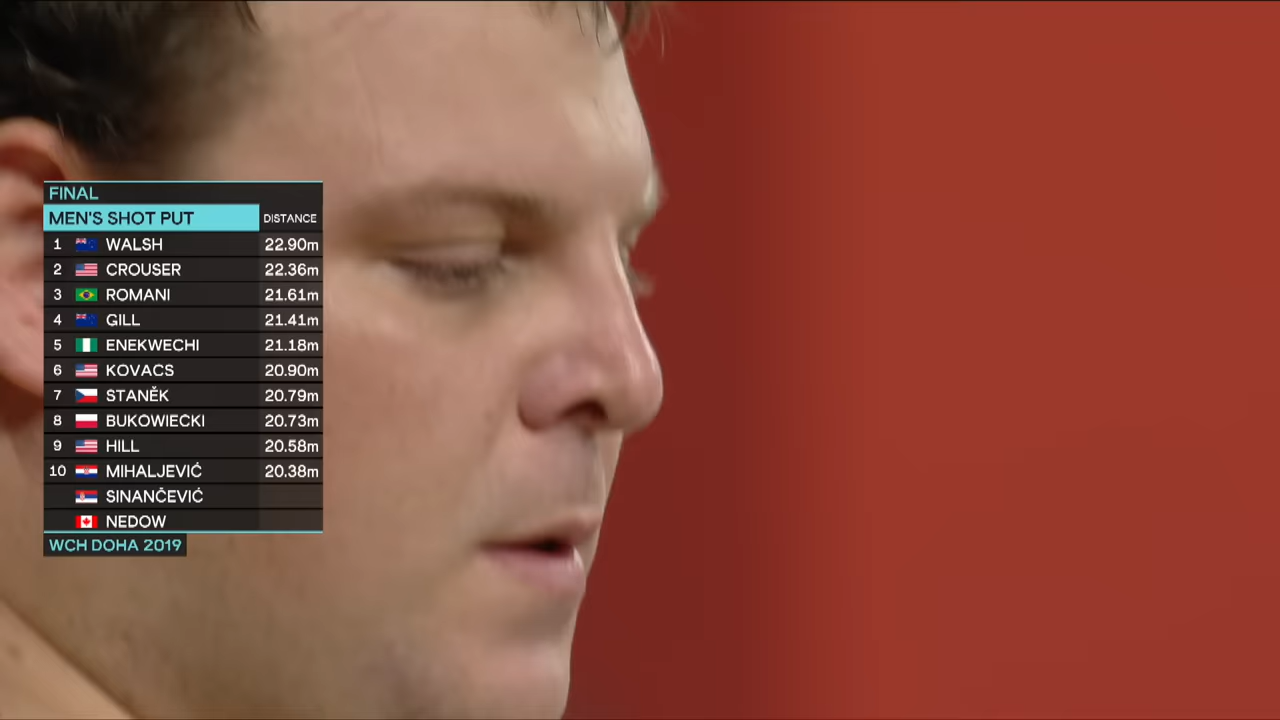 FINAL
MEN'S SHOT PUT DISTANCE
1 WALSH 22.90m
2 CROUSER 22.36m
3 ROMANI 21.61m
4 GILL 21.41m
5 ENEKWECHI 21.18m
6 KOVACS 20.90m
7 STANĚK 20.79m
8 BUKOWIECKI 20.73m
9 HILL 20.58m
10 MIHALJEVIĆ 20.38m
SINANČEVIĆ
NEDOW
WCH DOHA 2019